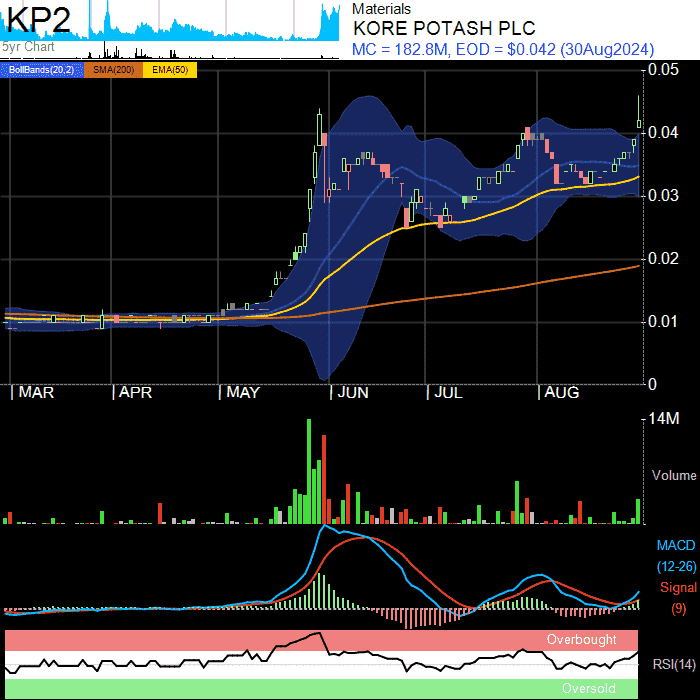 KP2
5yr Chart
Materials
KORE POTASH PLC
MC = 182.8M, EOD = $0.042 (30Aug2024)
BollBands(20,2) SMA(200) EMA(50)
0.05
0.04
0.03
0.02
0.01
0
MAR APR MAY JUN JUL AUG
14M
Volume
MACD
(12-26)
Signal
(9)
Overbought
RSI(14)
Oversold